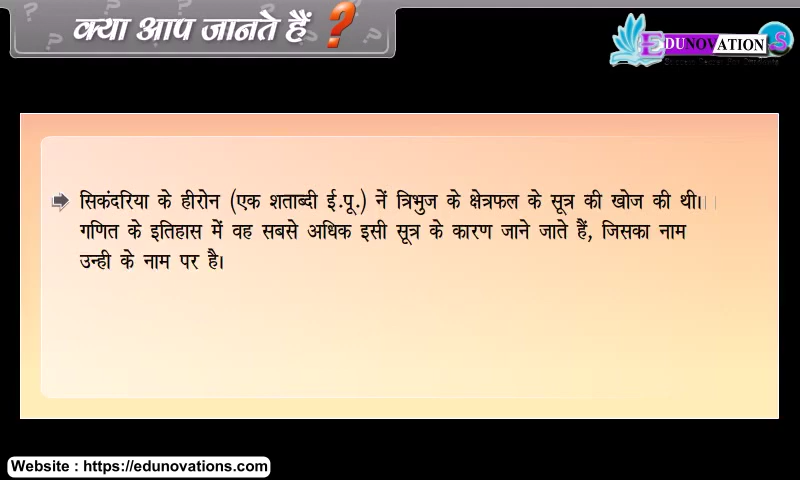 क्या आप जानते हैं ?
EDUNOVATIONS
सिकंदरिया के हीरोन (एक शताब्दी ई.पू.) नें त्रिभुज के क्षेत्रफल के सूत्र की खोज की थी।
गणित के इतिहास में वह सबसे अधिक इसी सूत्र के कारण जाने जाते हैं, जिसका नाम
उन्ही के नाम पर है।
Website : https://edunovations.com